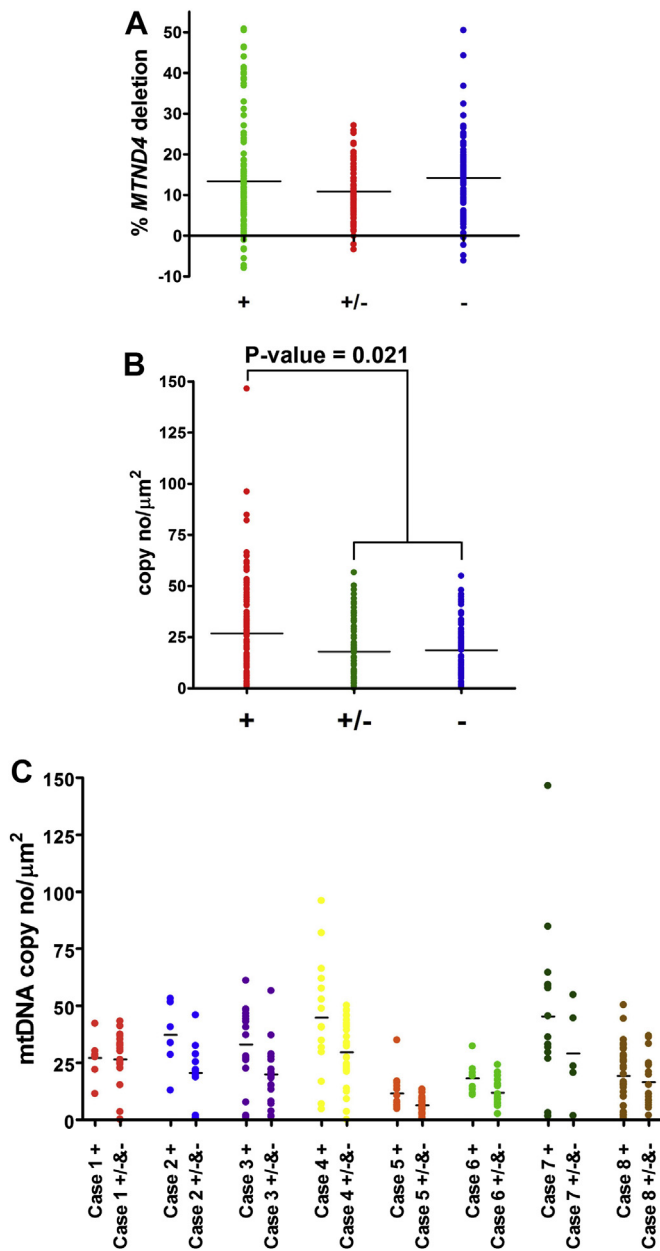 A
% MTND4 deletion
50
40
30
20
10
0
-10
+ +/- -
B
P-value = 0.021
copy no/μm²
150
125
100
75
50
25
0
+ +/- -
C
mtDNA copy no/μm²
150
125
100
75
50
25
0
Case 1 +
Case 1 +/-&-
Case 2 +
Case 2 +/-&-
Case 3 +
Case 3 +/-&-
Case 4 +
Case 4 +/-&-
Case 5 +
Case 5 +/-&-
Case 6 +
Case 6 +/-&-
Case 7 +
Case 7 +/-&-
Case 8 +
Case 8 +/-&-